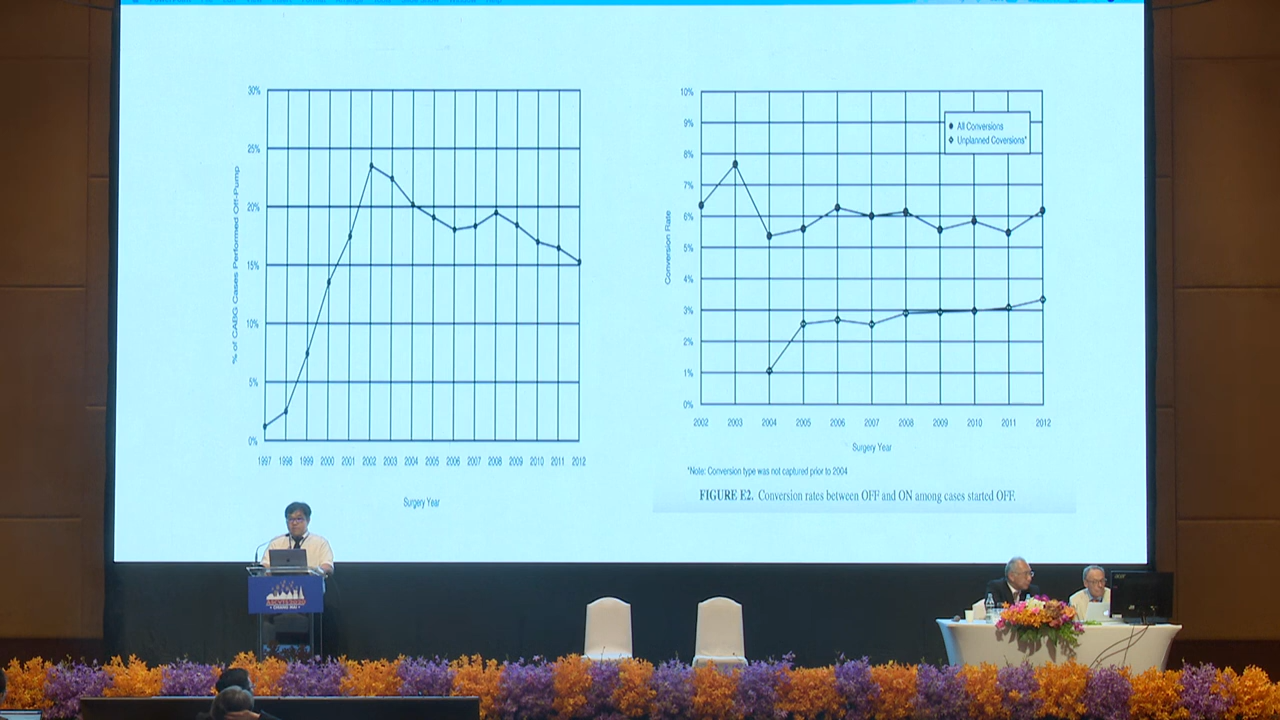 30%
25%
20%
15%
10%
5%
0%
% of CABG Cases Performed Off-Pump
1997 1998 1999 2000 2001 2002 2003 2004 2005 2006 2007 2008 2009 2010 2011 2012
Surgery Year
10%
9%
8%
7%
6%
5%
4%
3%
2%
1%
0%
Conversion Rate
All Conversions
Unplanned Coversions*
2002 2003 2004 2005 2006 2007 2008 2009 2010 2011 2012
Surgery Year
*Note: Conversion type was not captured prior to 2004
FIGURE E2. Conversion rates between OFF and ON among cases started OFF.